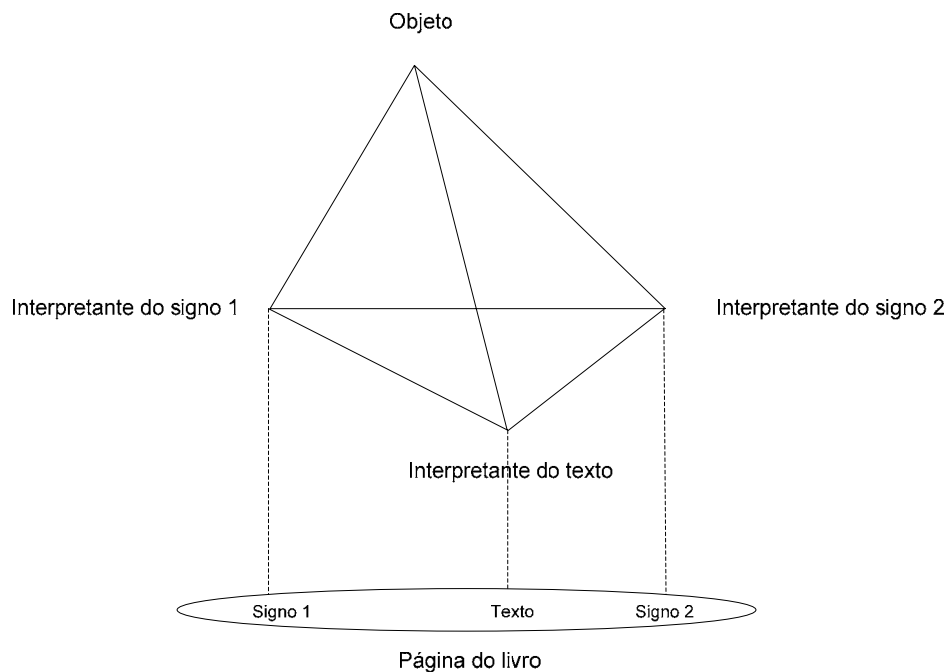 Objeto
Interpretante do signo 1
Interpretante do signo 2
Interpretante do texto
Signo 1
Texto
Signo 2
Página do livro